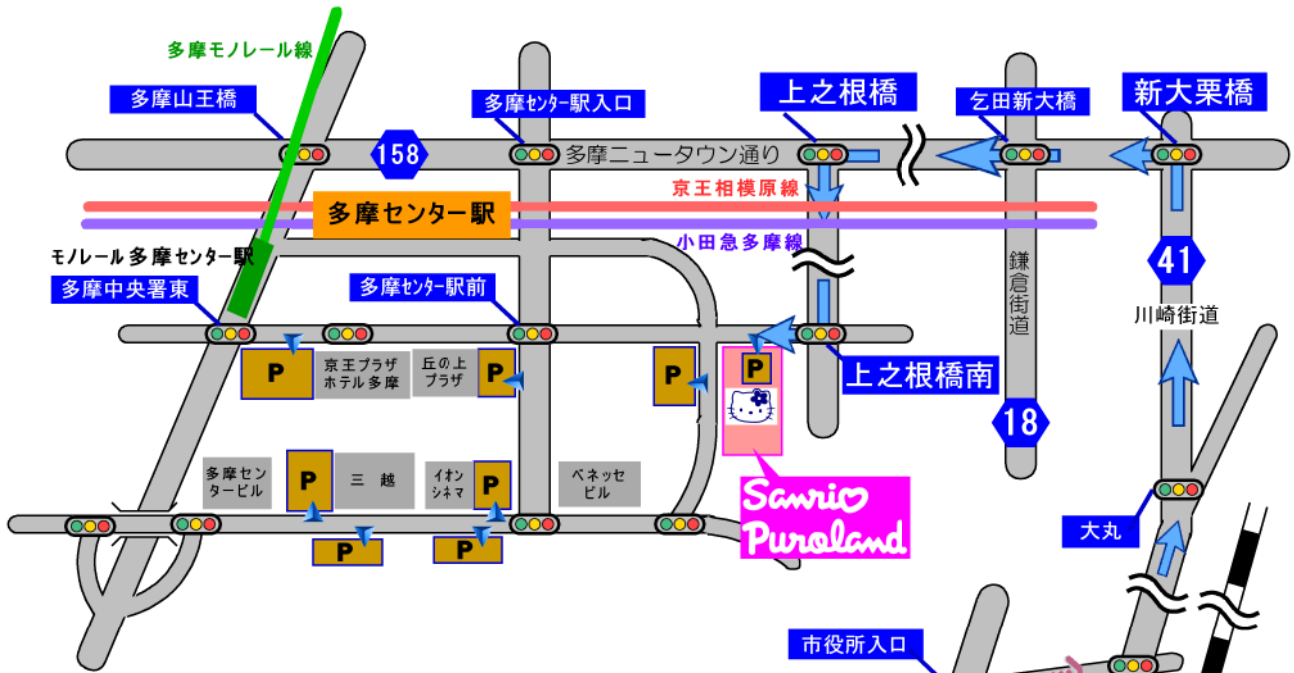 多摩モノレール線
多摩山王橋
多摩センター駅入口
上之根橋
乞田新大橋
新大栗橋
158
多摩ニュータウン通り
京王相模原線
多摩センター駅
小田急多摩線
モノレール多摩センター駅
多摩中央署東
多摩センター駅前
鎌倉街道
41
川崎街道
P
京王プラザ
ホテル多摩
丘の上
プラザ
P
P
P
上之根橋南
18
多摩セン
タービル
P
三越
イオン
シネマ
P
ベネッセ
ビル
Sanrio
Puroland
大丸
P
P
市役所入口